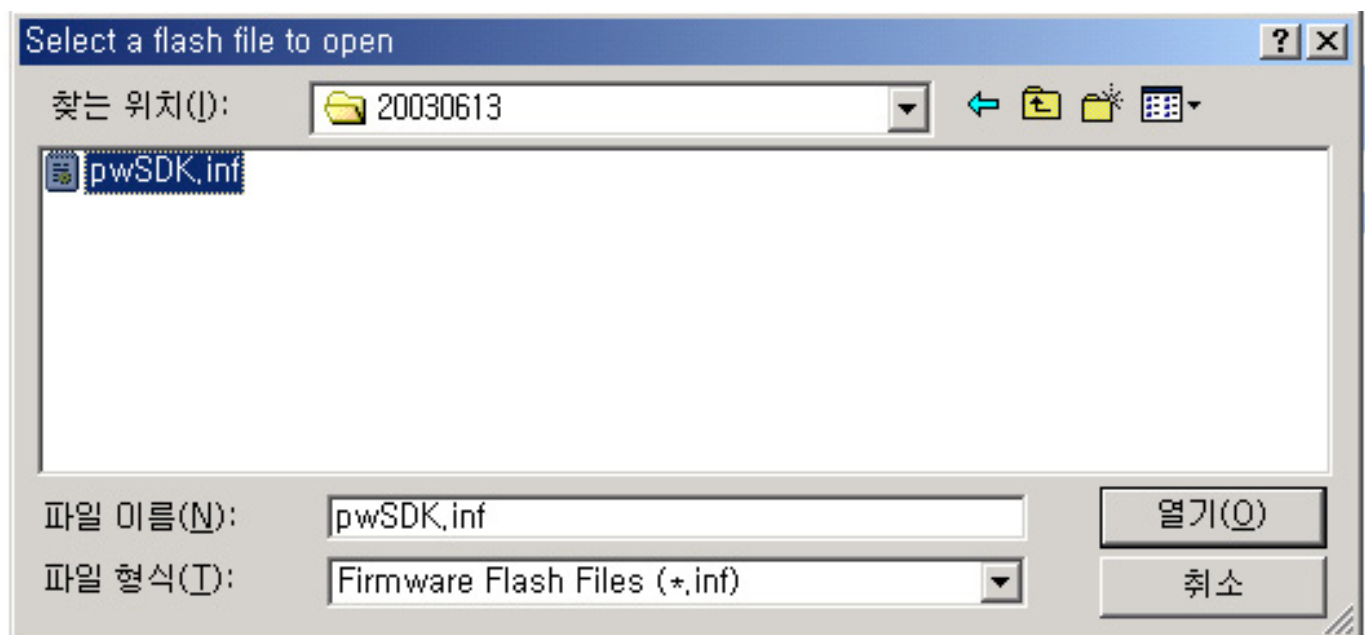 Select a flash file to open
찾는 위치(I): 20030613
pwSDK.inf
파일 이름(N): pwSDK.inf 열기(O)
파일 형식(T): Firmware Flash Files (*.inf) 취소